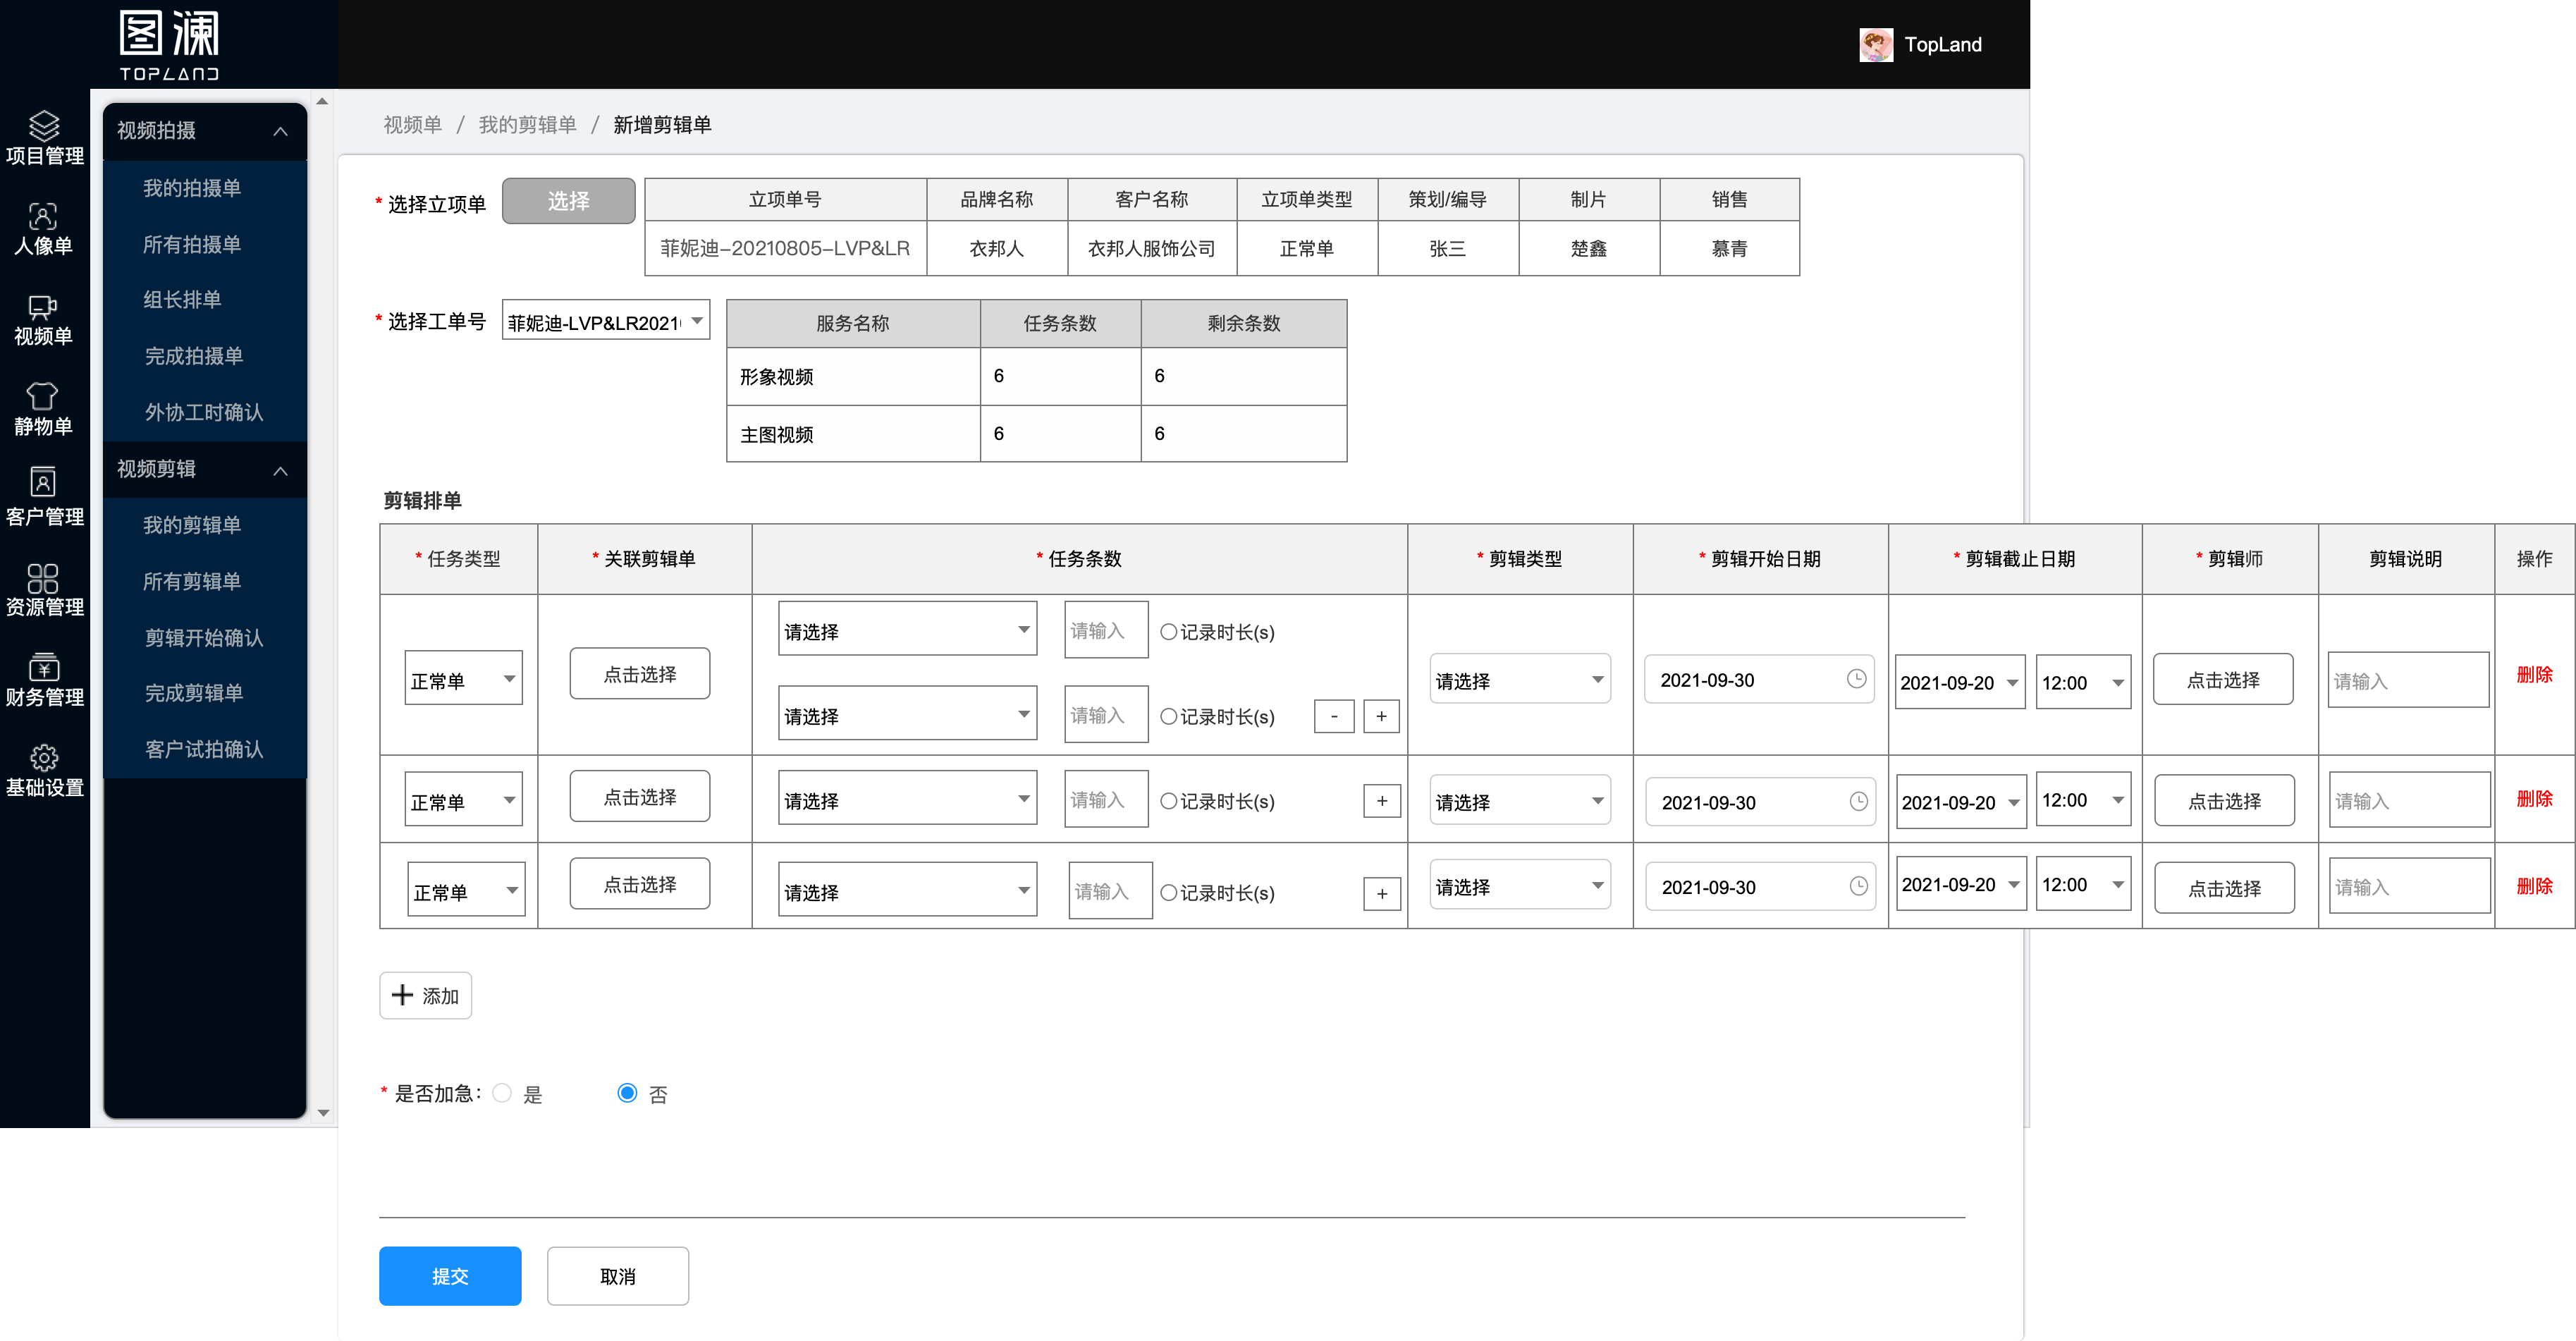 图澜
TOPLAND
TopLand
项目管理
人像单
视频单
静物单
客户管理
资源管理
财务管理
基础设置
视频拍摄
我的拍摄单
所有拍摄单
组长排单
完成拍摄单
外协工时确认
视频剪辑
我的剪辑单
所有剪辑单
剪辑开始确认
完成剪辑单
客户试拍确认
视频单 / 我的剪辑单 / 新增剪辑单
* 选择立项单 选择
立项单号 品牌名称 客户名称 立项单类型 策划/编导 制片 销售
菲妮迪-20210805-LVP&LR 衣邦人 衣邦人服饰公司 正常单 张三 楚鑫 慕青
* 选择工单号 菲妮迪-LVP&LR2021
服务名称 任务条数 剩余条数
形象视频 6 6
主图视频 6 6
剪辑排单
* 任务类型 * 关联剪辑单 * 任务条数 * 剪辑类型 * 剪辑开始日期 * 剪辑截止日期 * 剪辑师 剪辑说明 操作
请选择 请输入 记录时长(s)
正常单 点击选择 请选择 2021-09-30 2021-09-20 12:00 点击选择 请输入 删除
请选择 请输入 记录时长(s) - +
正常单 点击选择 请选择 请输入 记录时长(s) + 请选择 2021-09-30 2021-09-20 12:00 点击选择 请输入 删除
正常单 点击选择 请选择 请输入 记录时长(s) + 请选择 2021-09-30 2021-09-20 12:00 点击选择 请输入 删除
+ 添加
* 是否加急: 是 否
提交 取消